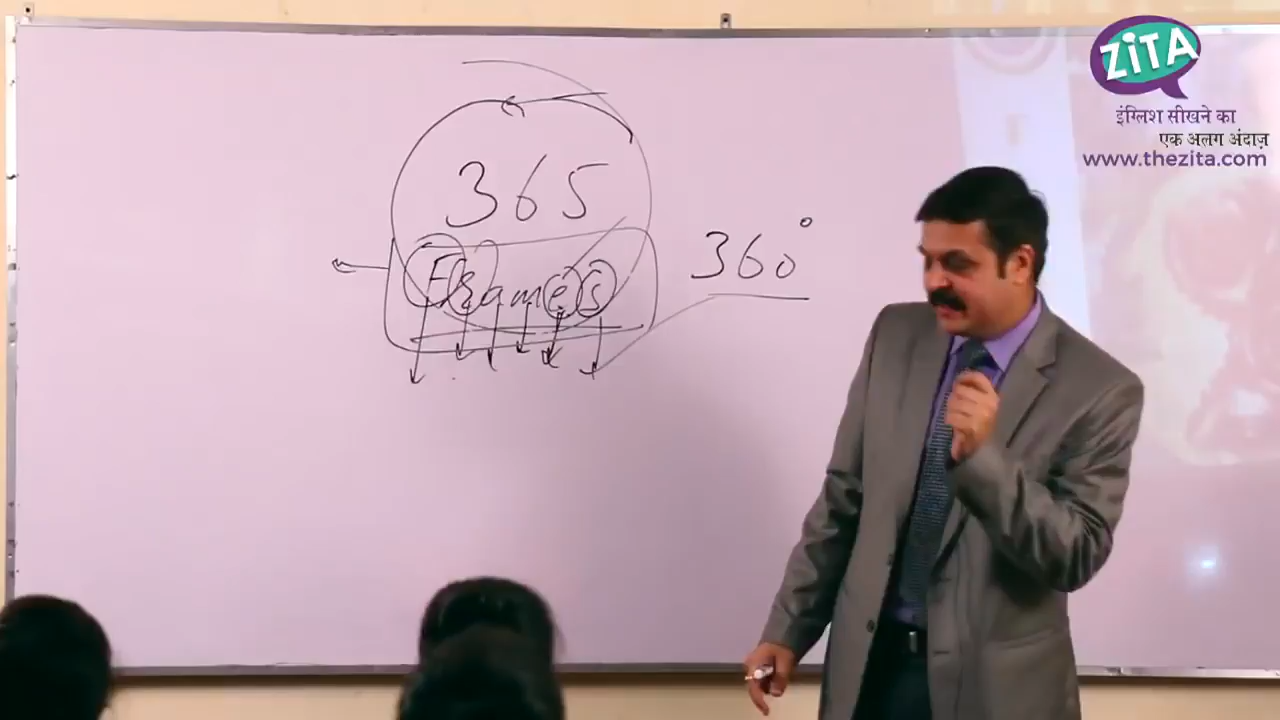 365
Frames
360°
ZiTA
इंग्लिश सीखने का
एक अलग अंदाज़
www.thezita.com